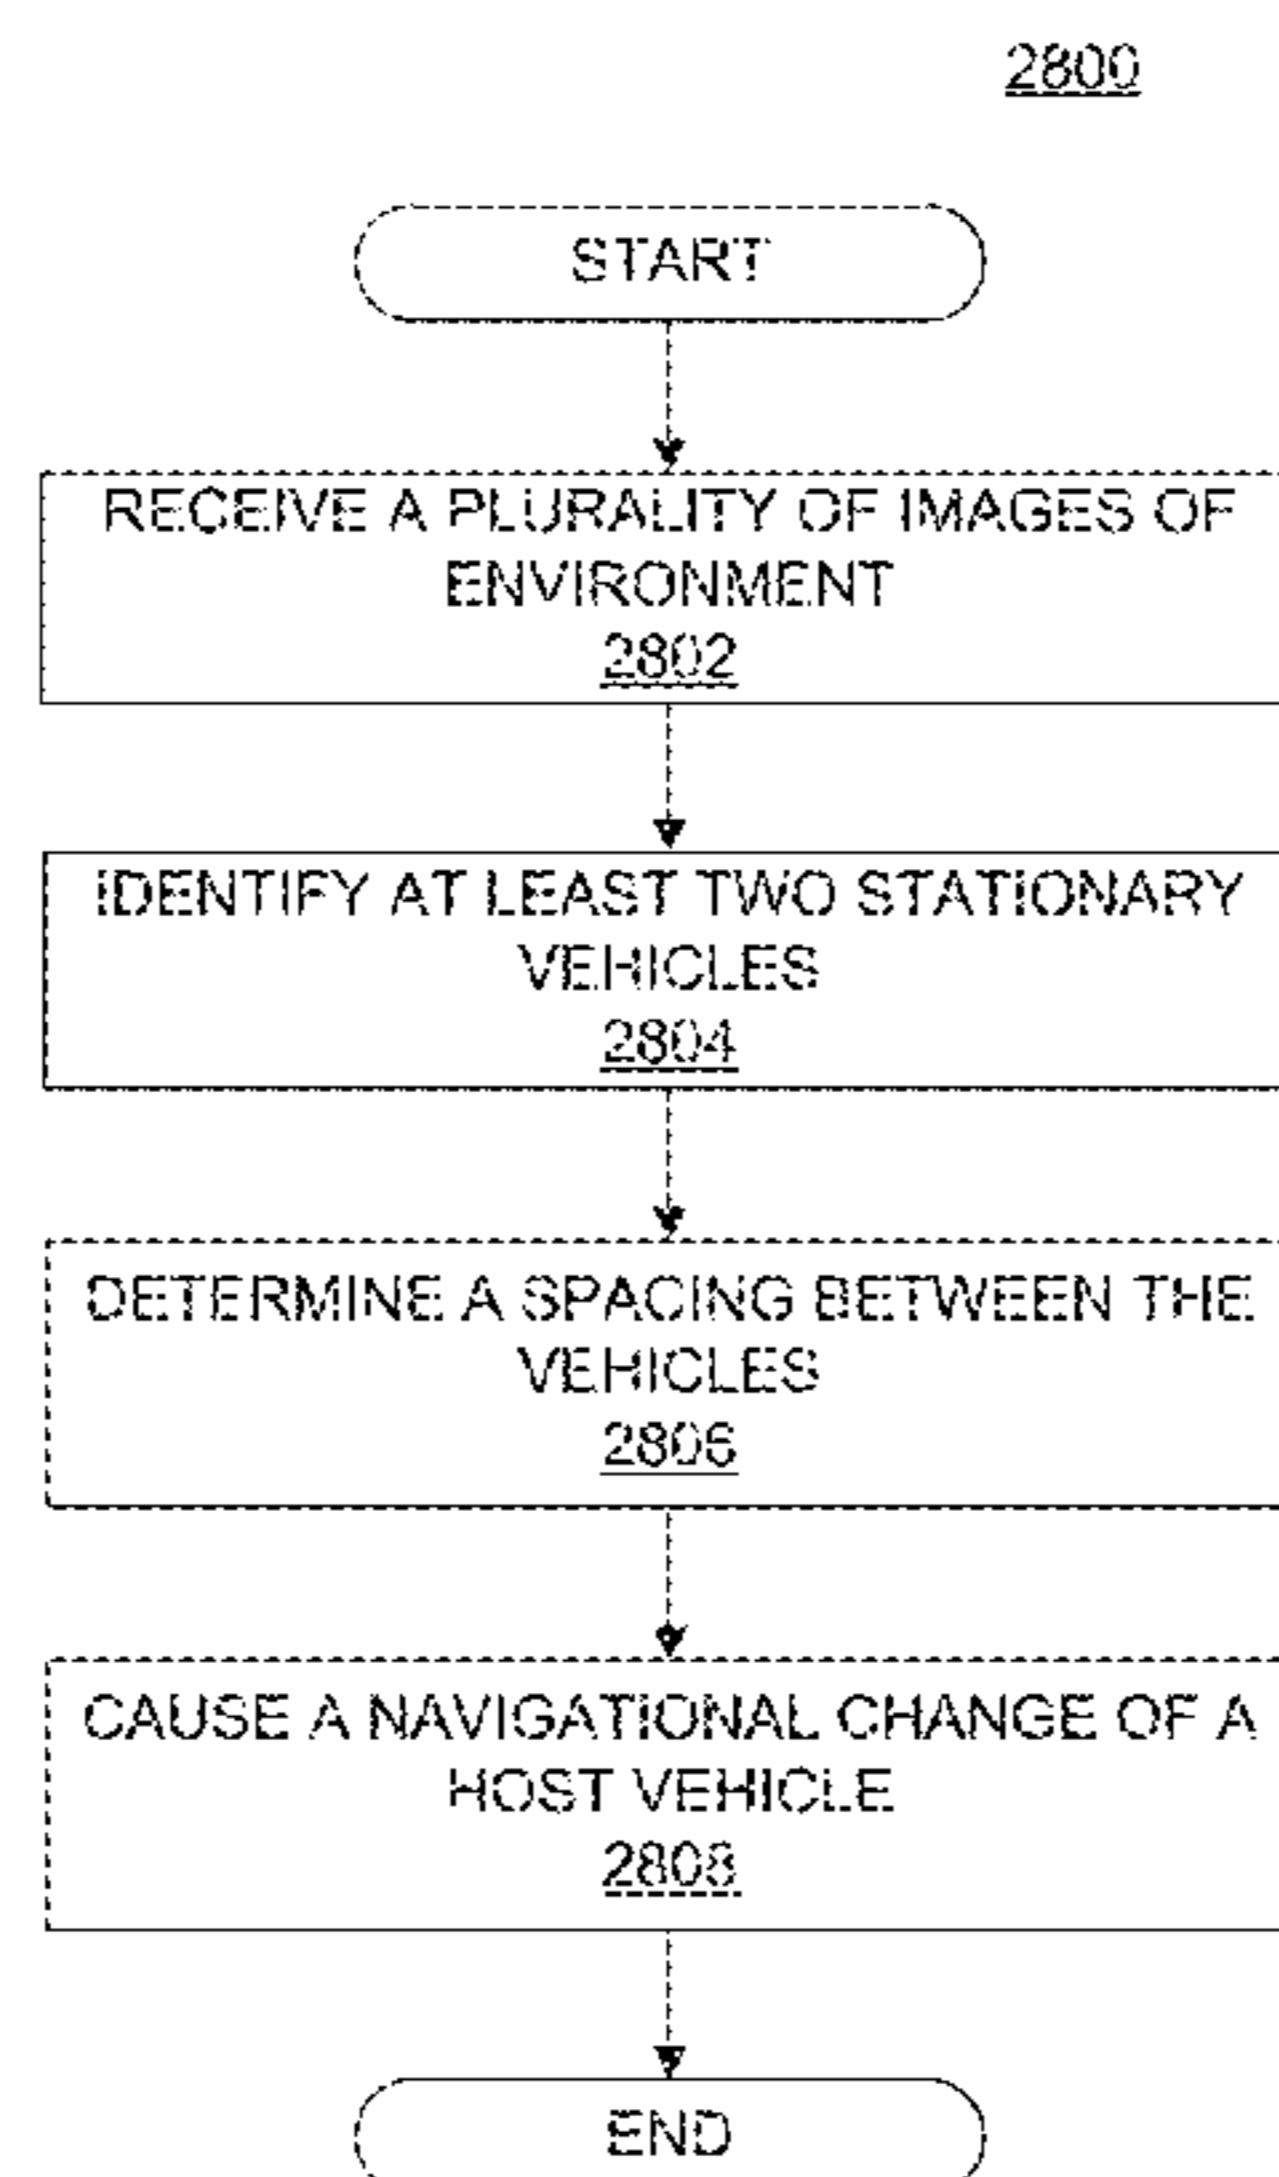 2800
START
RECEIVE A PLURALITY OF IMAGES OF
ENVIRONMENT
2802
IDENTIFY AT LEAST TWO STATIONARY
VEHICLES
2804
DETERMINE A SPACING BETWEEN THE
VEHICLES
2806
CAUSE A NAVIGATIONAL CHANGE OF A
HOST VEHICLE
2808
END